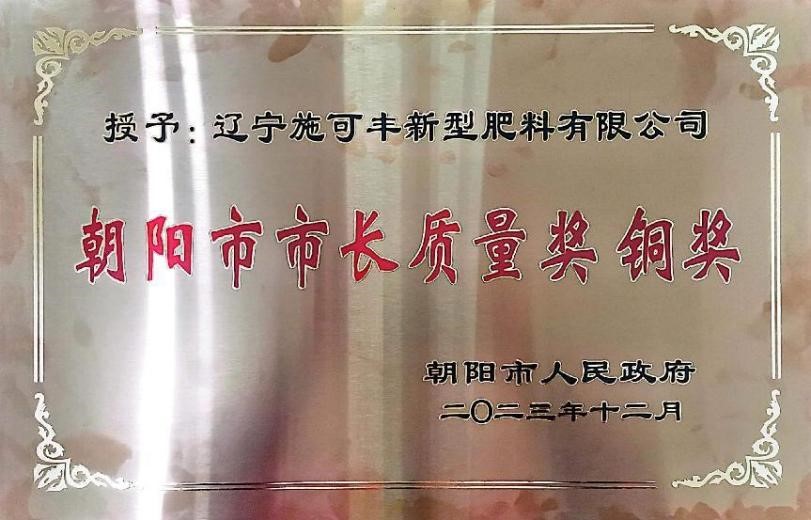 授予：辽宁施可丰新型肥料有限公司
朝阳市市长质量奖 铜奖
朝阳市人民政府
二〇二三年十二月